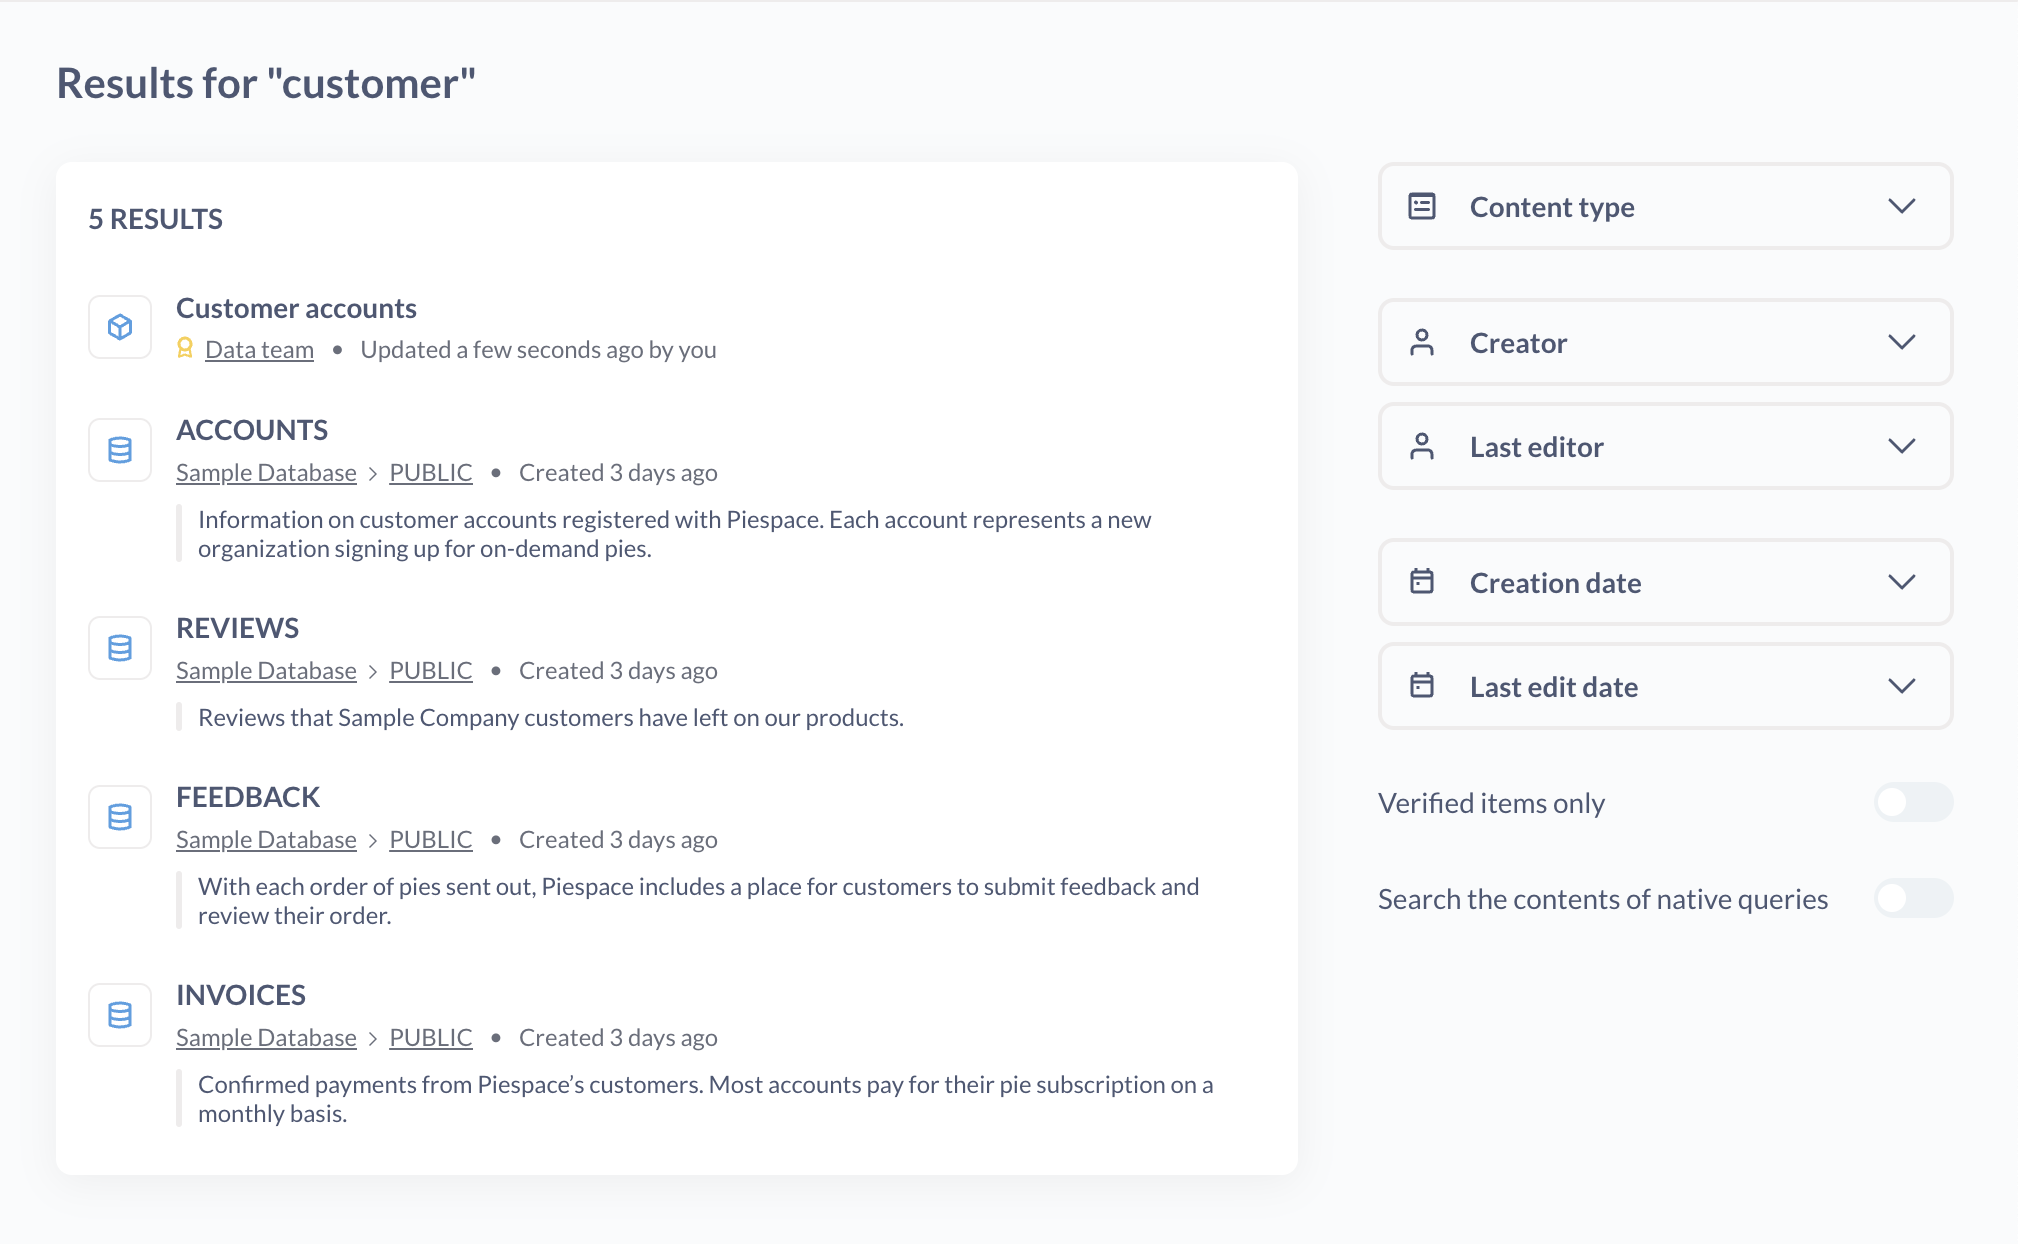 Results for "customer"
5 RESULTS
Customer accounts
Data team • Updated a few seconds ago by you
ACCOUNTS
Sample Database > PUBLIC • Created 3 days ago
Information on customer accounts registered with Piespace. Each account represents a new
organization signing up for on-demand pies.
REVIEWS
Sample Database > PUBLIC • Created 3 days ago
Reviews that Sample Company customers have left on our products.
FEEDBACK
Sample Database > PUBLIC • Created 3 days ago
With each order of pies sent out, Piespace includes a place for customers to submit feedback and
review their order.
INVOICES
Sample Database > PUBLIC • Created 3 days ago
Confirmed payments from Piespace’s customers. Most accounts pay for their pie subscription on a
monthly basis.
Content type
Creator
Last editor
Creation date
Last edit date
Verified items only
Search the contents of native queries